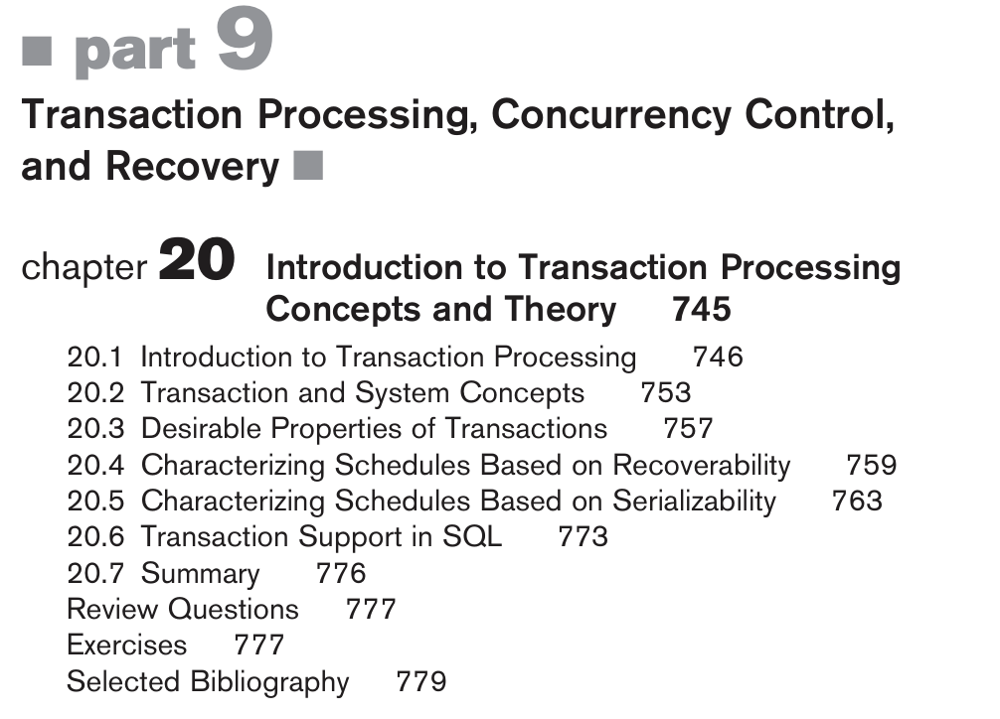 part 9
Transaction Processing, Concurrency Control,
and Recovery
chapter 20 Introduction to Transaction Processing
Concepts and Theory 745
20.1 Introduction to Transaction Processing 746
20.2 Transaction and System Concepts 753
20.3 Desirable Properties of Transactions 757
20.4 Characterizing Schedules Based on Recoverability 759
20.5 Characterizing Schedules Based on Serializability 763
20.6 Transaction Support in SQL 773
20.7 Summary 776
Review Questions 777
Exercises 777
Selected Bibliography 779